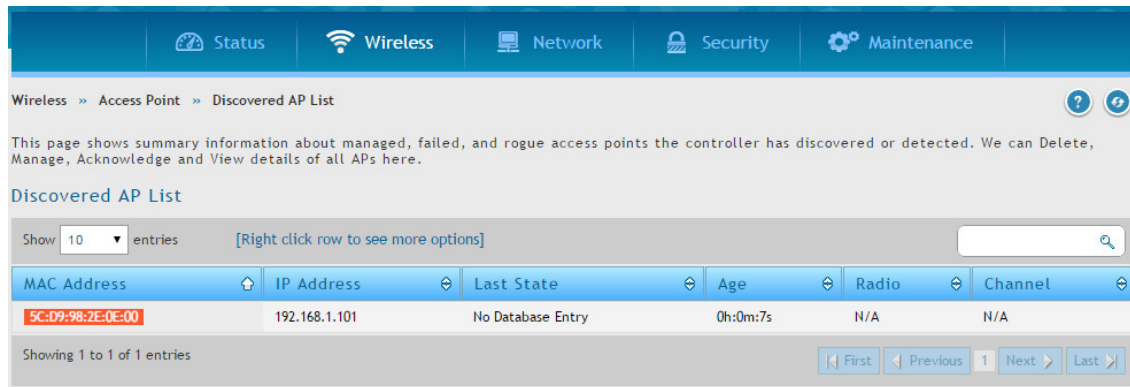 Status Wireless Network Security Maintenance
Wireless » Access Point » Discovered AP List
This page shows summary information about managed, failed, and rogue access points the controller has discovered or detected. We can Delete,
Manage, Acknowledge and View details of all APs here.
Discovered AP List
Show 10 entries [Right click row to see more options]
MAC Address IP Address Last State Age Radio Channel
5C:D9:98:2E:0E:00 192.168.1.101 No Database Entry 0h:0m:7s N/A N/A
Showing 1 to 1 of 1 entries First Previous 1 Next Last